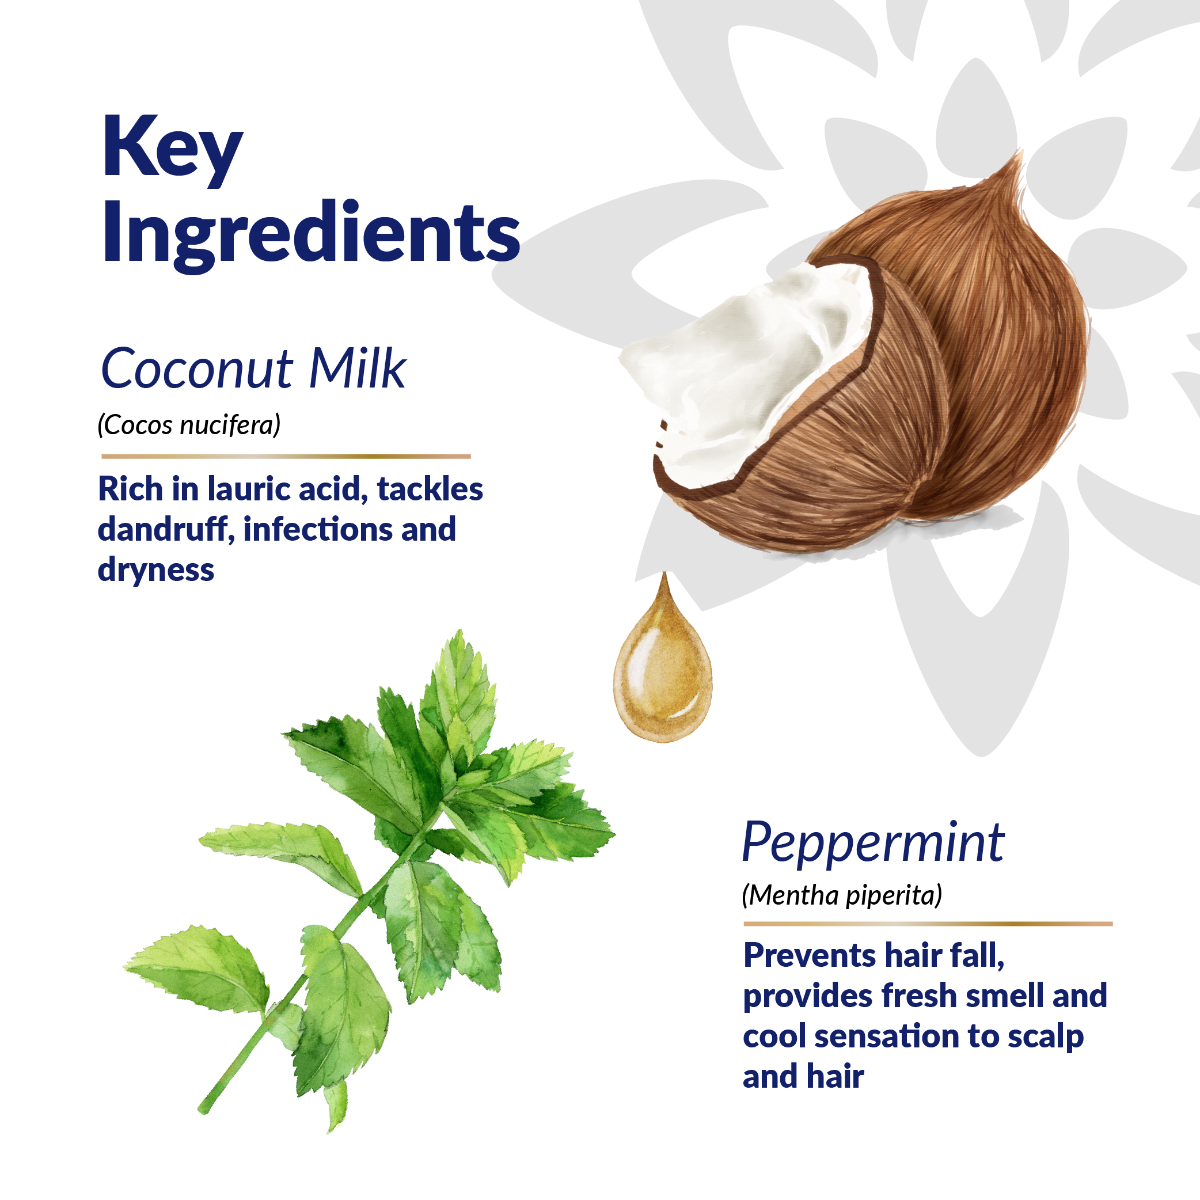 Key
Ingredients
Coconut Milk
(Cocos nucifera)
Rich in lauric acid, tackles
dandruff, infections and
dryness
Peppermint
(Mentha piperita)
Prevents hair fall,
provides fresh smell and
cool sensation to scalp
and hair